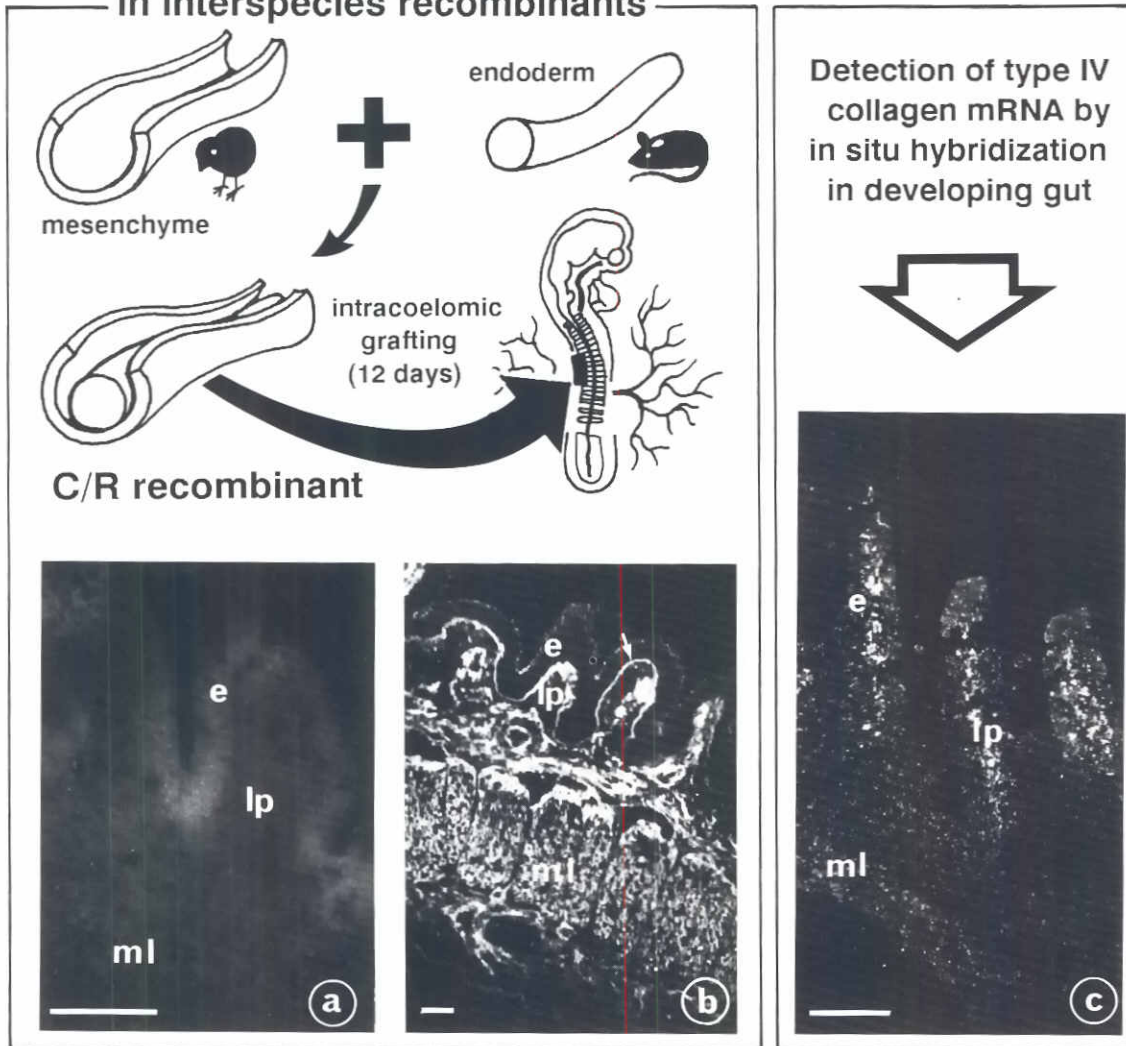 in interspecies recombinants
mesenchyme
endoderm
intracoelomic
grafting
(12 days)
C/R recombinant
e
lp
ml
a
e
lp
ml
b
Detection of type IV
collagen mRNA by
in situ hybridization
in developing gut
e
lp
ml
c